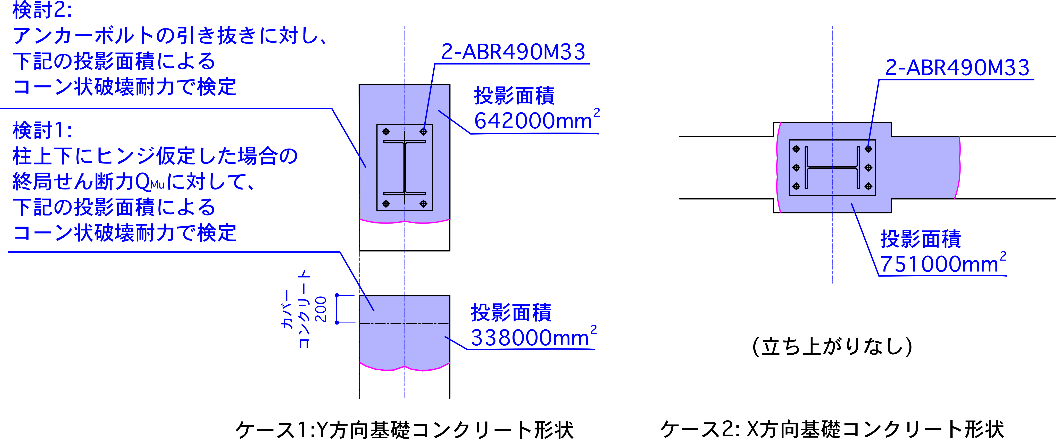 検討2:
アンカーボルトの引き抜きに対し、
下記の投影面積による
コーン状破壊耐力で検定
検討1:
柱上下にヒンジ仮定した場合の
終局せん断力QMuに対して、
下記の投影面積による
コーン状破壊耐力で検定
2-ABR490M33
投影面積
642000mm²
カバー
コンクリート
200
投影面積
338000mm²
ケース1:Y方向基礎コンクリート形状
2-ABR490M33
投影面積
751000mm²
(立ち上がりなし)
ケース2: X方向基礎コンクリート形状